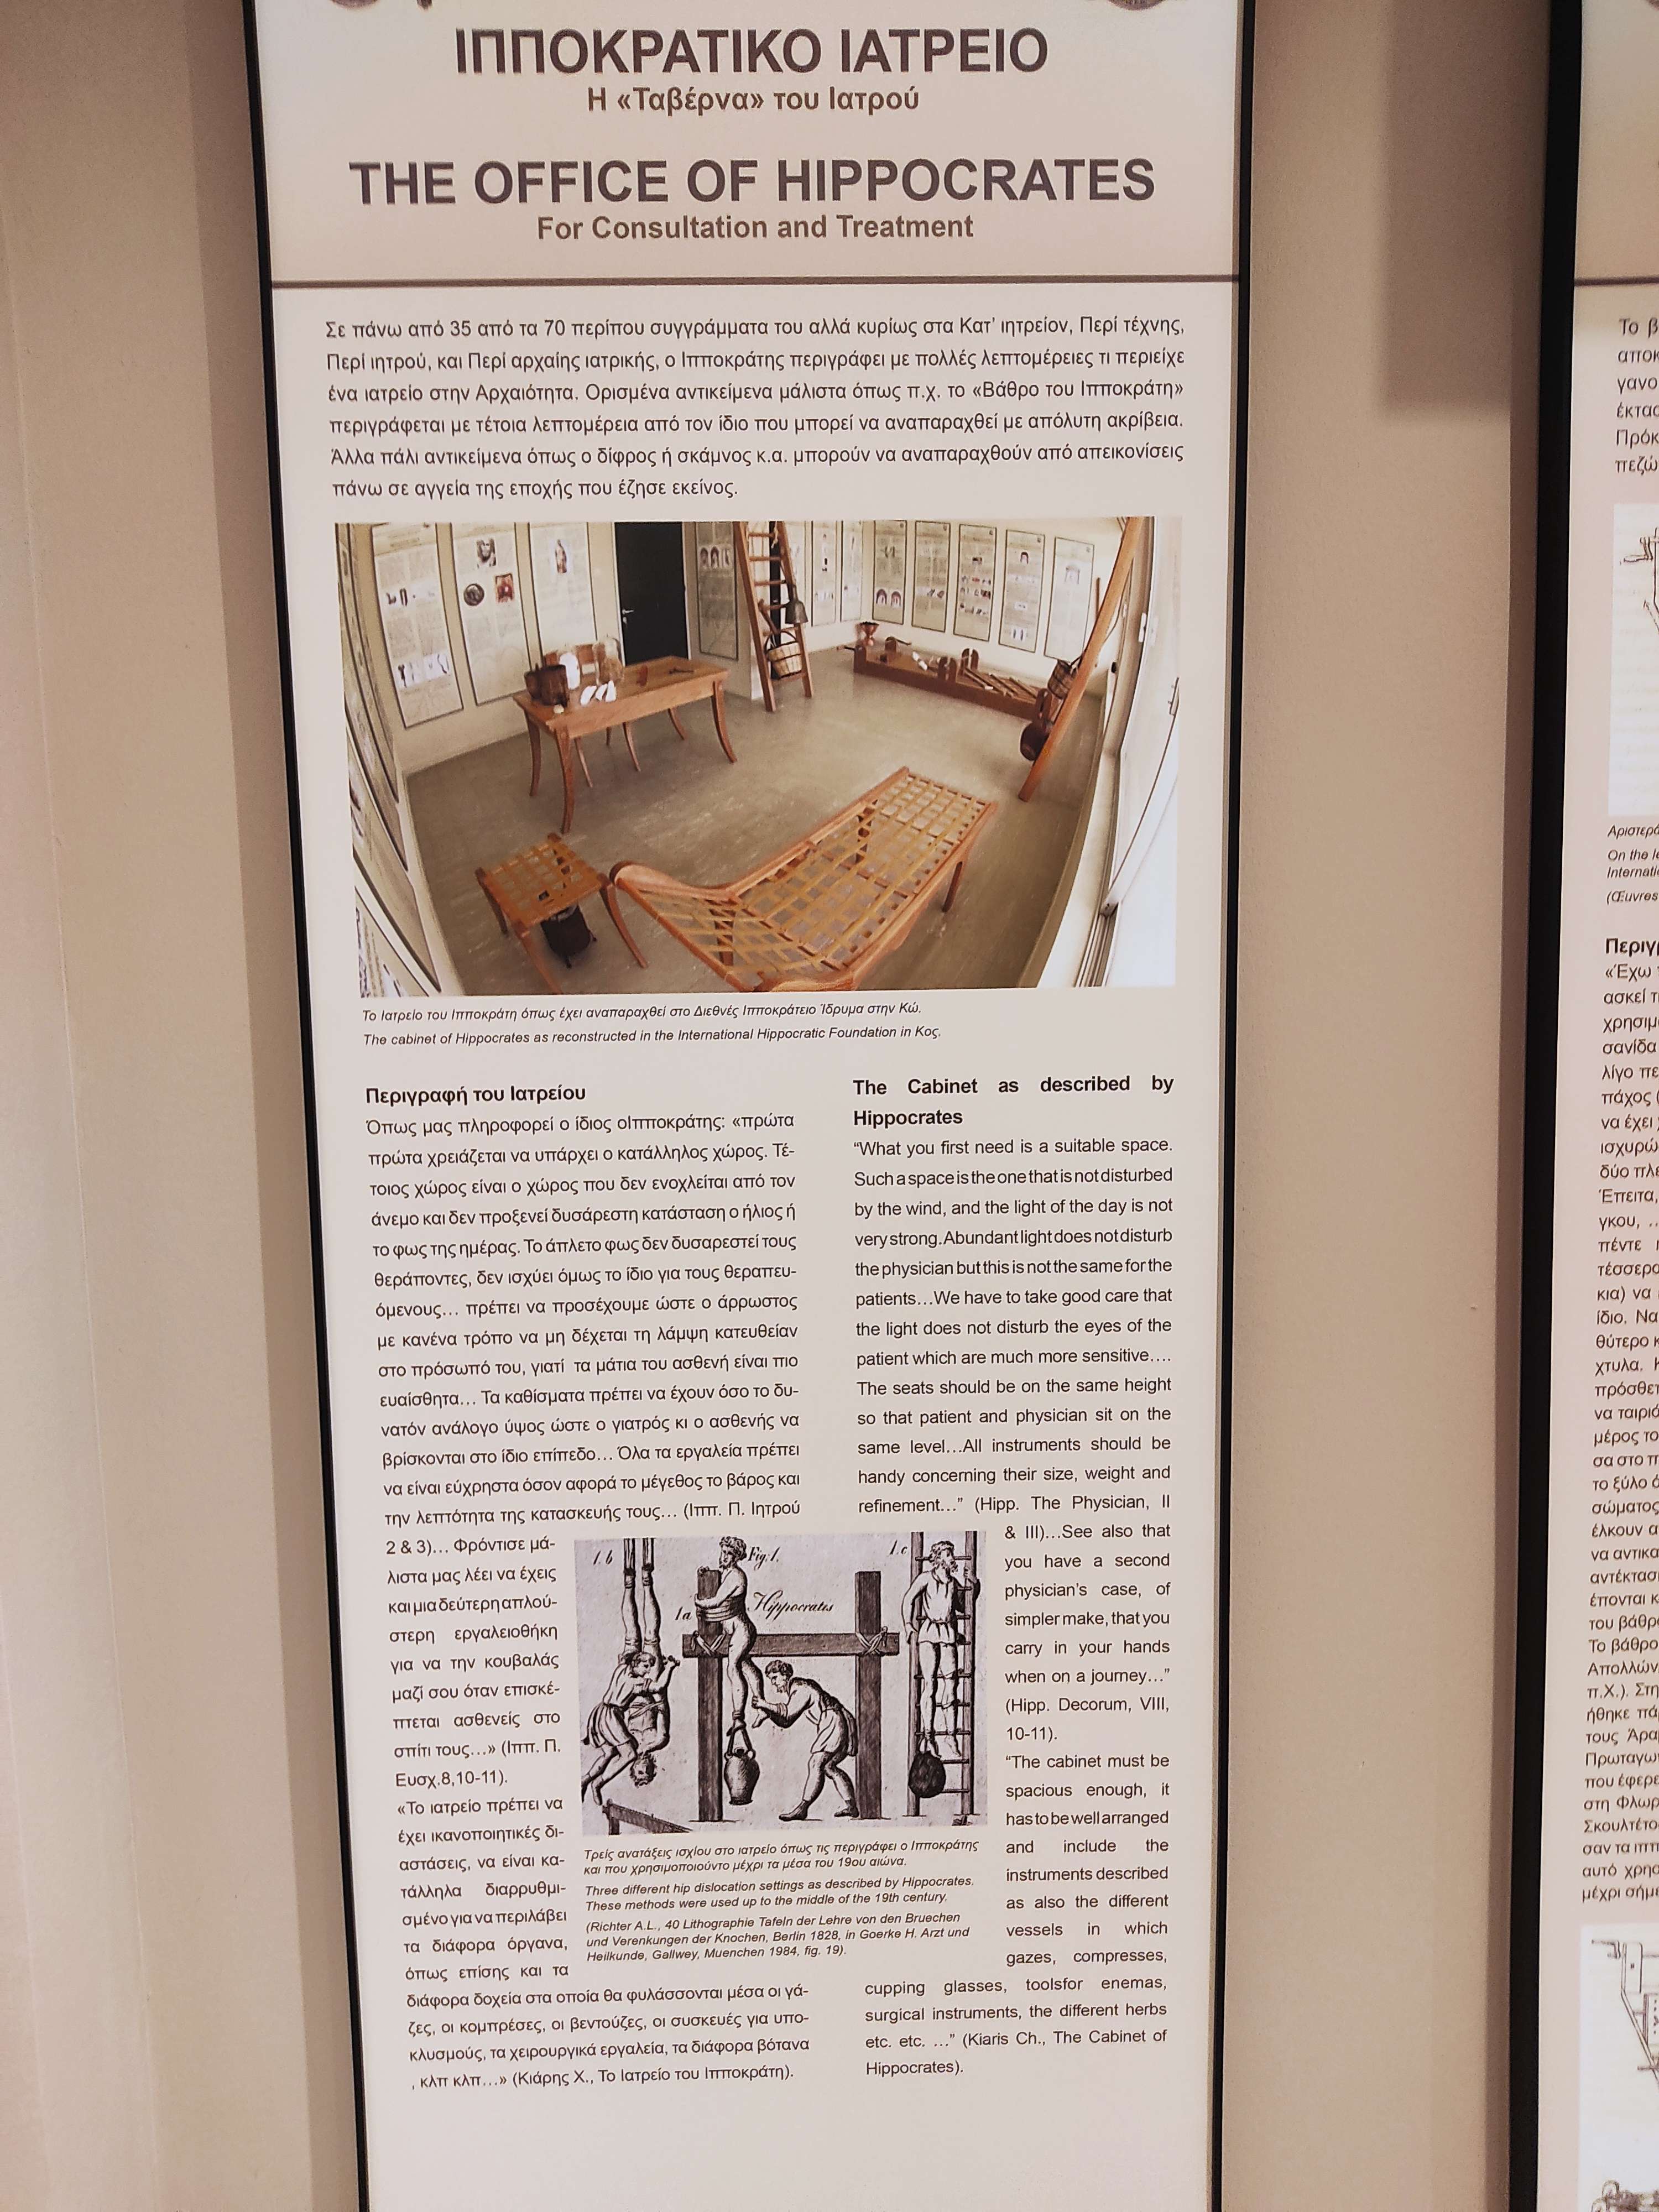 ΙΠΠΟΚΡΑΤΙΚΟ ΙΑΤΡΕΙΟ
Η «Ταβέρνα» του Ιατρού
THE OFFICE OF HIPPOCRATES
For Consultation and Treatment
Σε πάνω από 35 από τα 70 περίπου συγγράμματα του αλλά κυρίως στα Κατ' ιητρείον, Περί τέχνης,
Περί ιητρού, και Περί αρχαίης ιατρικής, ο Ιπποκράτης περιγράφει με πολλές λεπτομέρειες τι περιείχε
ένα ιατρείο στην Αρχαιότητα. Ορισμένα αντικείμενα μάλιστα όπως π.χ. το «Βάθρο του Ιπποκράτη»
περιγράφεται με τέτοια λεπτομέρεια από τον ίδιο που μπορεί να αναπαραχθεί με απόλυτη ακρίβεια.
Άλλα πάλι αντικείμενα όπως ο δίφρος ή σκάμνος κ.α. μπορούν να αναπαραχθούν από απεικονίσεις
πάνω σε αγγεία της εποχής που έζησε εκείνος.
Το Ιατρείο του Ιπποκράτη όπως έχει αναπαραχθεί στο Διεθνές Ιπποκράτειο Ίδρυμα στην Κώ.
The cabinet of Hippocrates as reconstructed in the International Hippocratic Foundation in Κος.
Περιγραφή του Ιατρείου
Όπως μας πληροφορεί ο ίδιος οΙπποκράτης: «πρώτα
πρώτα χρειάζεται να υπάρχει ο κατάλληλος χώρος. Τέ-
τοιος χώρος είναι ο χώρος που δεν ενοχλείται από τον
άνεμο και δεν προξενεί δυσάρεστη κατάσταση ο ήλιος ή
το φως της ημέρας. Το άπλετο φως δεν δυσαρεστεί τους
θεράποντες, δεν ισχύει όμως το ίδιο για τους θεραπευ-
όμενους… πρέπει να προσέχουμε ώστε ο άρρωστος
με κανένα τρόπο να μη δέχεται τη λάμψη κατευθείαν
στο πρόσωπό του, γιατί τα μάτια του ασθενή είναι πιο
ευαίσθητα… Τα καθίσματα πρέπει να έχουν όσο το δυ-
νατόν ανάλογο ύψος ώστε ο γιατρός κι ο ασθενής να
βρίσκονται στο ίδιο επίπεδο… Όλα τα εργαλεία πρέπει
να είναι εύχρηστα όσον αφορά το μέγεθος το βάρος και
την λεπτότητα της κατασκευής τους… (Ιππ. Π. Ιητρού
2 & 3)… Φρόντισε μά-
λιστα μας λέει να έχεις
και μια δεύτερη απλού-
στερη εργαλειοθήκη
για να την κουβαλάς
μαζί σου όταν επισκέ-
πτεται ασθενείς στο
σπίτι τους…» (Ιππ. Π.
Ευσχ.8,10-11).
«Το ιατρείο πρέπει να
έχει ικανοποιητικές δι-
αστάσεις, να είναι κα-
τάλληλα διαρρυθμι-
σμένο για να περιλάβει
τα διάφορα όργανα,
όπως επίσης και τα
διάφορα δοχεία στα οποία θα φυλάσσονται μέσα οι γά-
ζες, οι κομπρέσες, οι βεντούζες, οι συσκευές για υπο-
κλυσμούς, τα χειρουργικά εργαλεία, τα διάφορα βότανα
, κλπ κλπ…» (Κιάρης Χ., Το Ιατρείο του Ιπποκράτη).
The Cabinet as described by
Hippocrates
“What you first need is a suitable space.
Such a space is the one that is not disturbed
by the wind, and the light of the day is not
very strong. Abundant light does not disturb
the physician but this is not the same for the
patients…We have to take good care that
the light does not disturb the eyes of the
patient which are much more sensitive….
The seats should be on the same height
so that patient and physician sit on the
same level…All instruments should be
handy concerning their size, weight and
refinement…” (Hipp. The Physician, II
& III)…See also that
you have a second
physician's case, of
simpler make, that you
carry in your hands
when on a journey…”
(Hipp. Decorum, VIII,
10-11).
“The cabinet must be
spacious enough, it
has to be well arranged
and include the
instruments described
as also the different
vessels in which
gazes, compresses,
cupping glasses, toolsfor enemas,
surgical instruments, the different herbs
etc. etc. …” (Kiaris Ch., The Cabinet of
Hippocrates).
1.b
Fig. 1.
1.c
1a
Hippocrates
Τρείς ανατάξεις ισχίου στο ιατρείο όπως τις περιγράφει ο Ιπποκράτης
και που χρησιμοποιούντο μέχρι τα μέσα του 19ου αιώνα.
Three different hip dislocation settings as described by Hippocrates.
These methods were used up to the middle of the 19th century.
(Richter A.L., 40 Lithographie Tafeln der Lehre von den Bruechen
und Verenkungen der Knochen, Berlin 1828, in Goerke H. Arzt und
Heilkunde, Gallwey, Muenchen 1984, fig. 19).